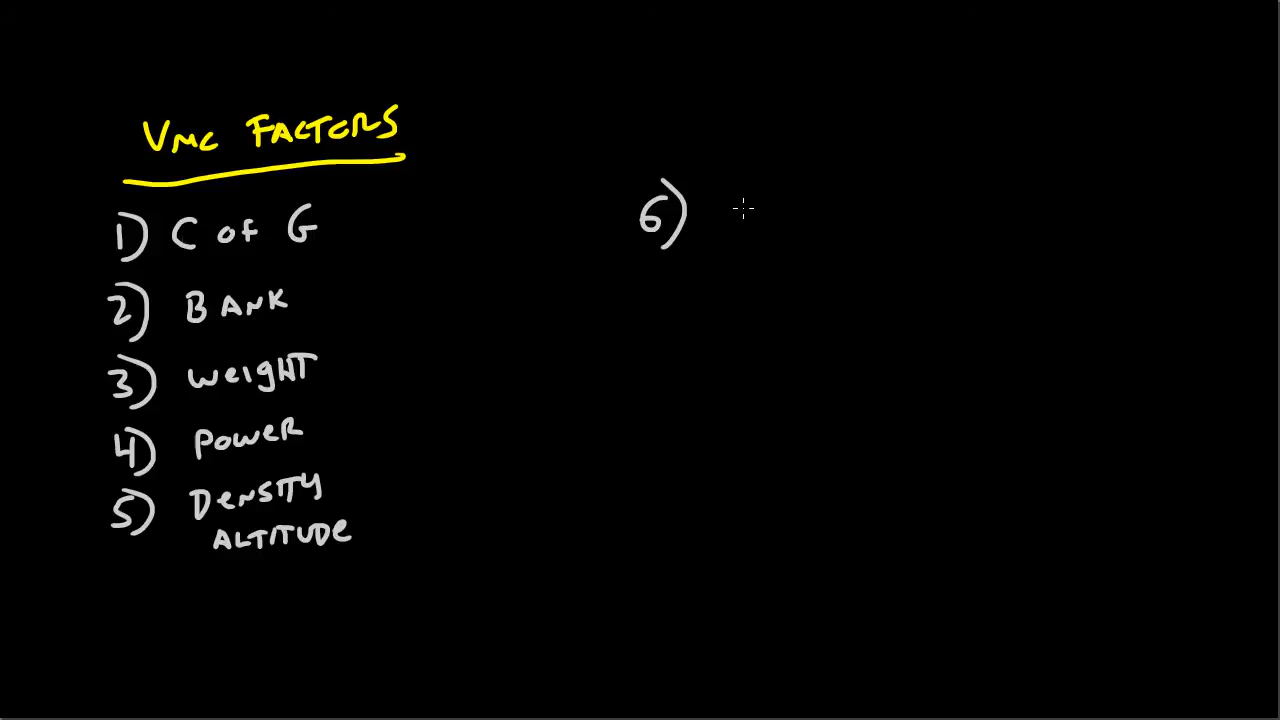 VMC FACTORS
1) C of G
2) BANK
3) WeigHT
4) POWeR
5) DeNSITY
ALTITUDe
6)